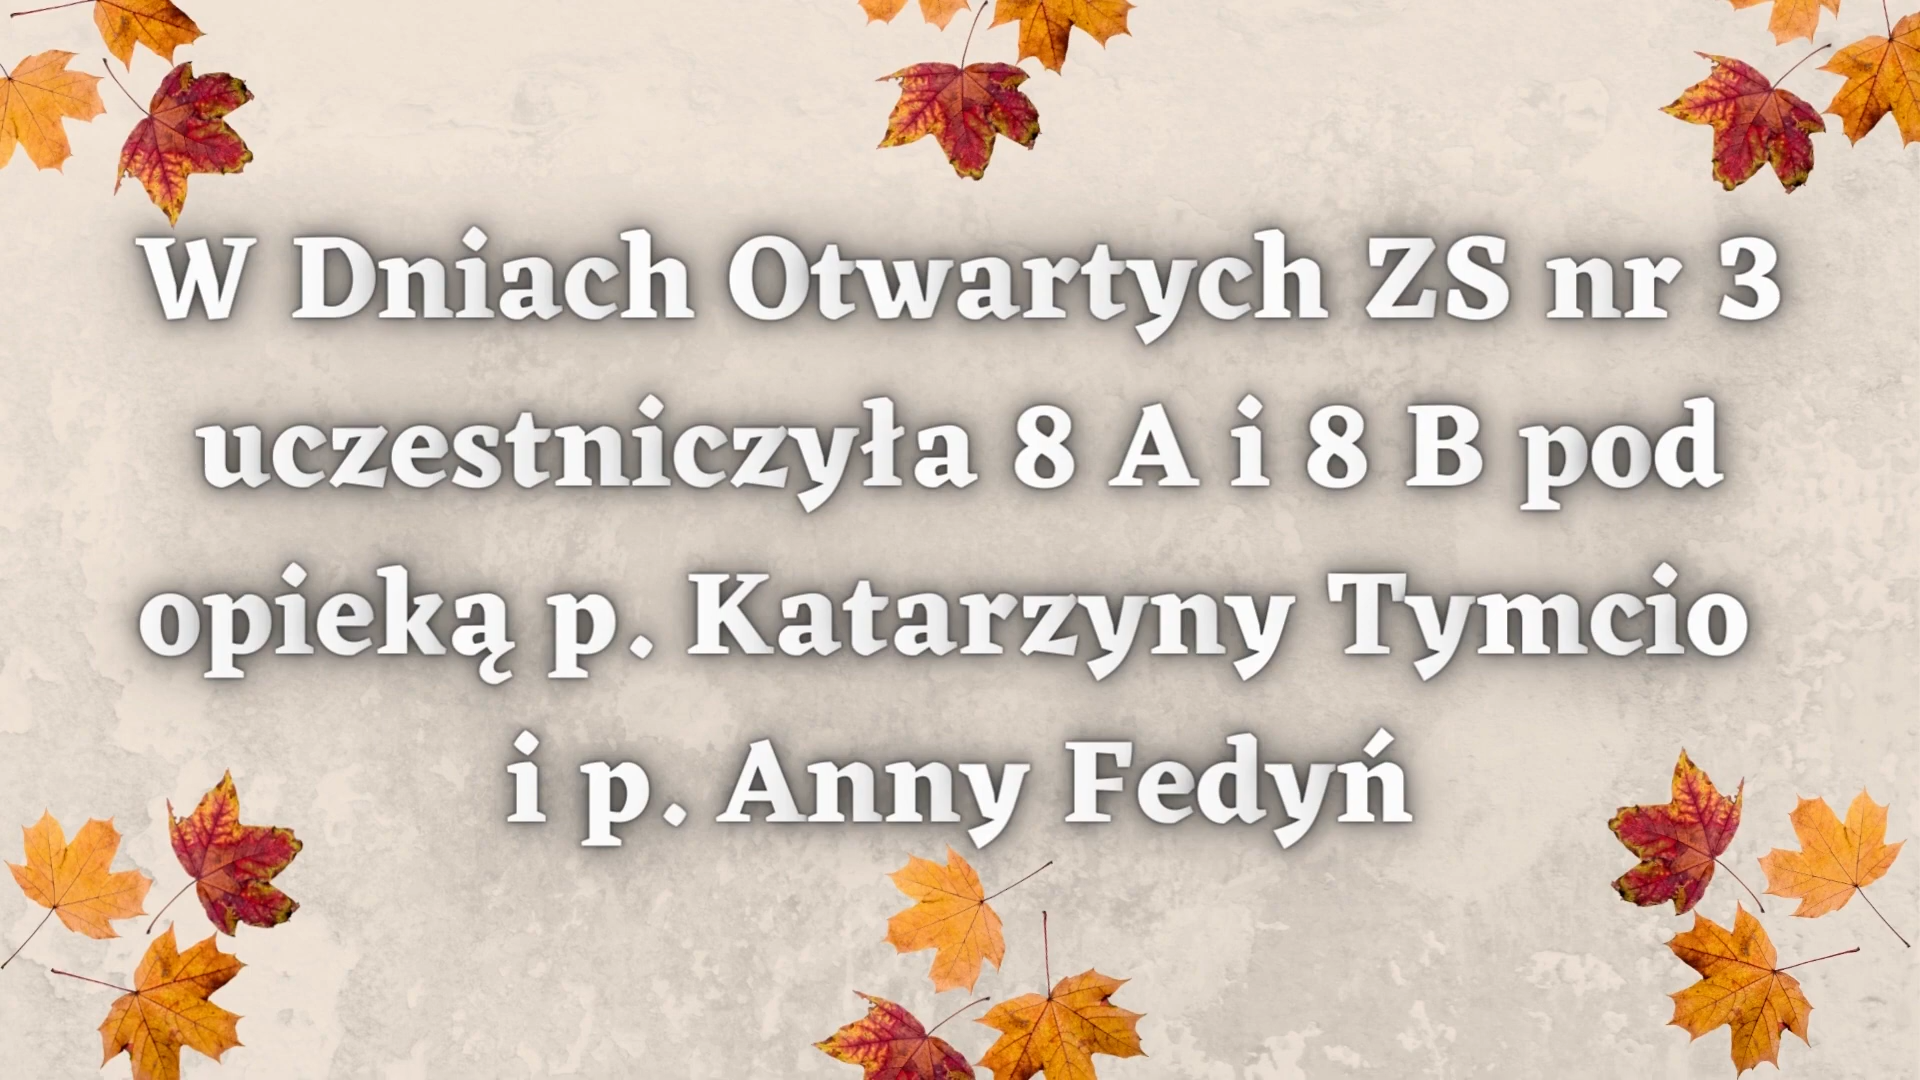 W Dniach Otwartych ZS nr 3
uczestniczyła 8 A i 8 B pod
opieką p. Katarzyny Tymcio
i p. Anny Fedyń